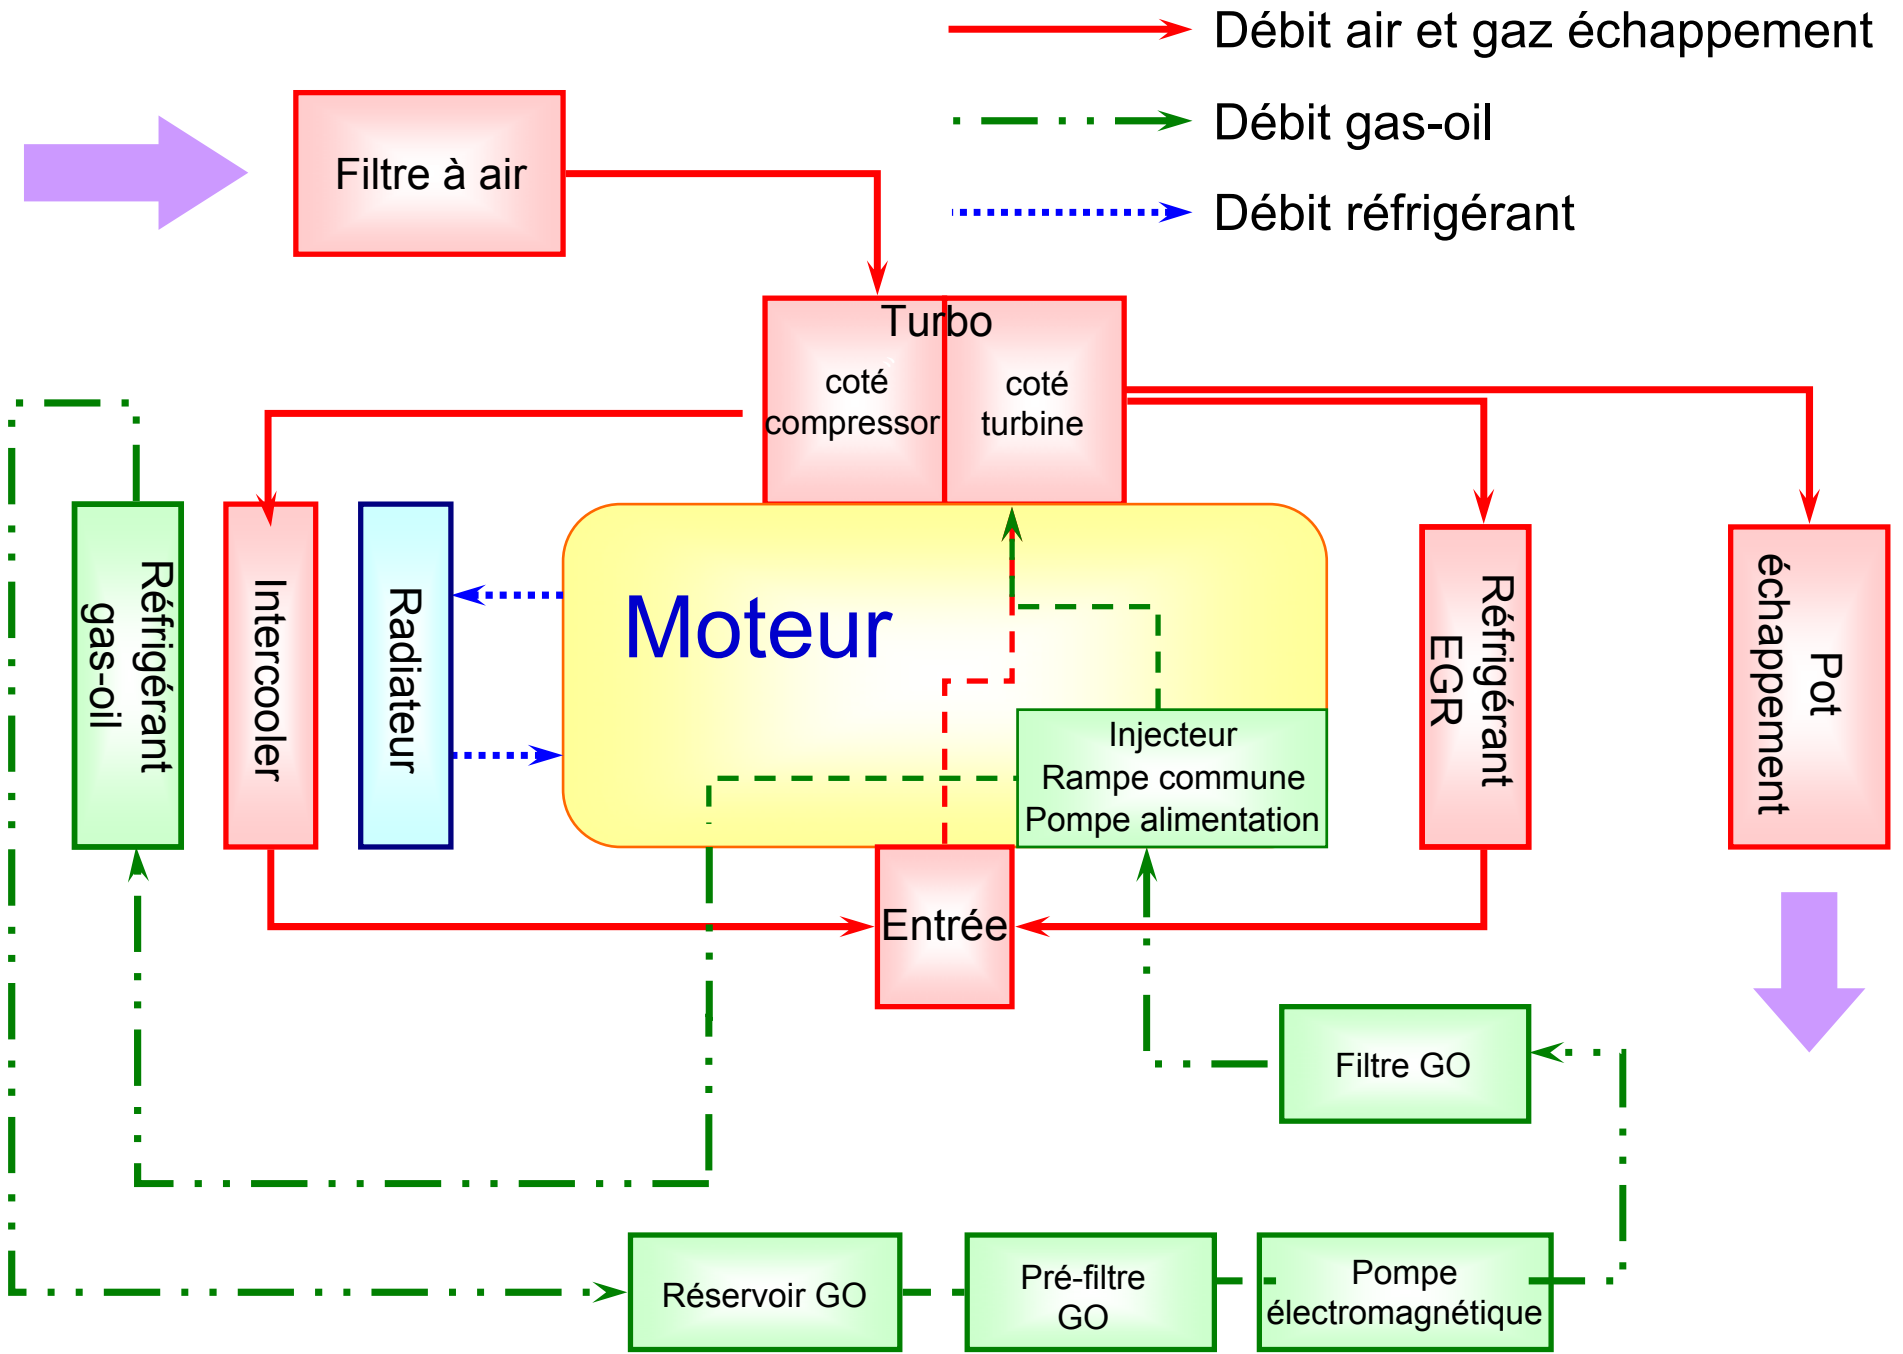 Débit air et gaz échappement
Débit gas-oil
Débit réfrigérant
Filtre à air
Turbo
coté
compressor
coté
turbine
Réfrigérant
gas-oil
Intercooler
Radiateur
Moteur
Injecteur
Rampe commune
Pompe alimentation
Réfrigérant
EGR
Pot
échappement
Entrée
Filtre GO
Réservoir GO
Pré-filtre
GO
Pompe
électromagnétique